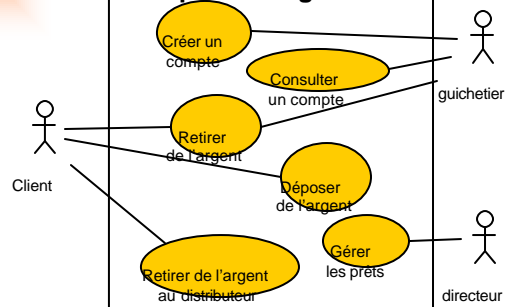 Créer un
compte
Consulter
un compte
guichetier
Retirer
de l'argent
Client
Déposer
de l'argent
Gérer
les prêts
Retirer de l'argent
au distributeur
directeur